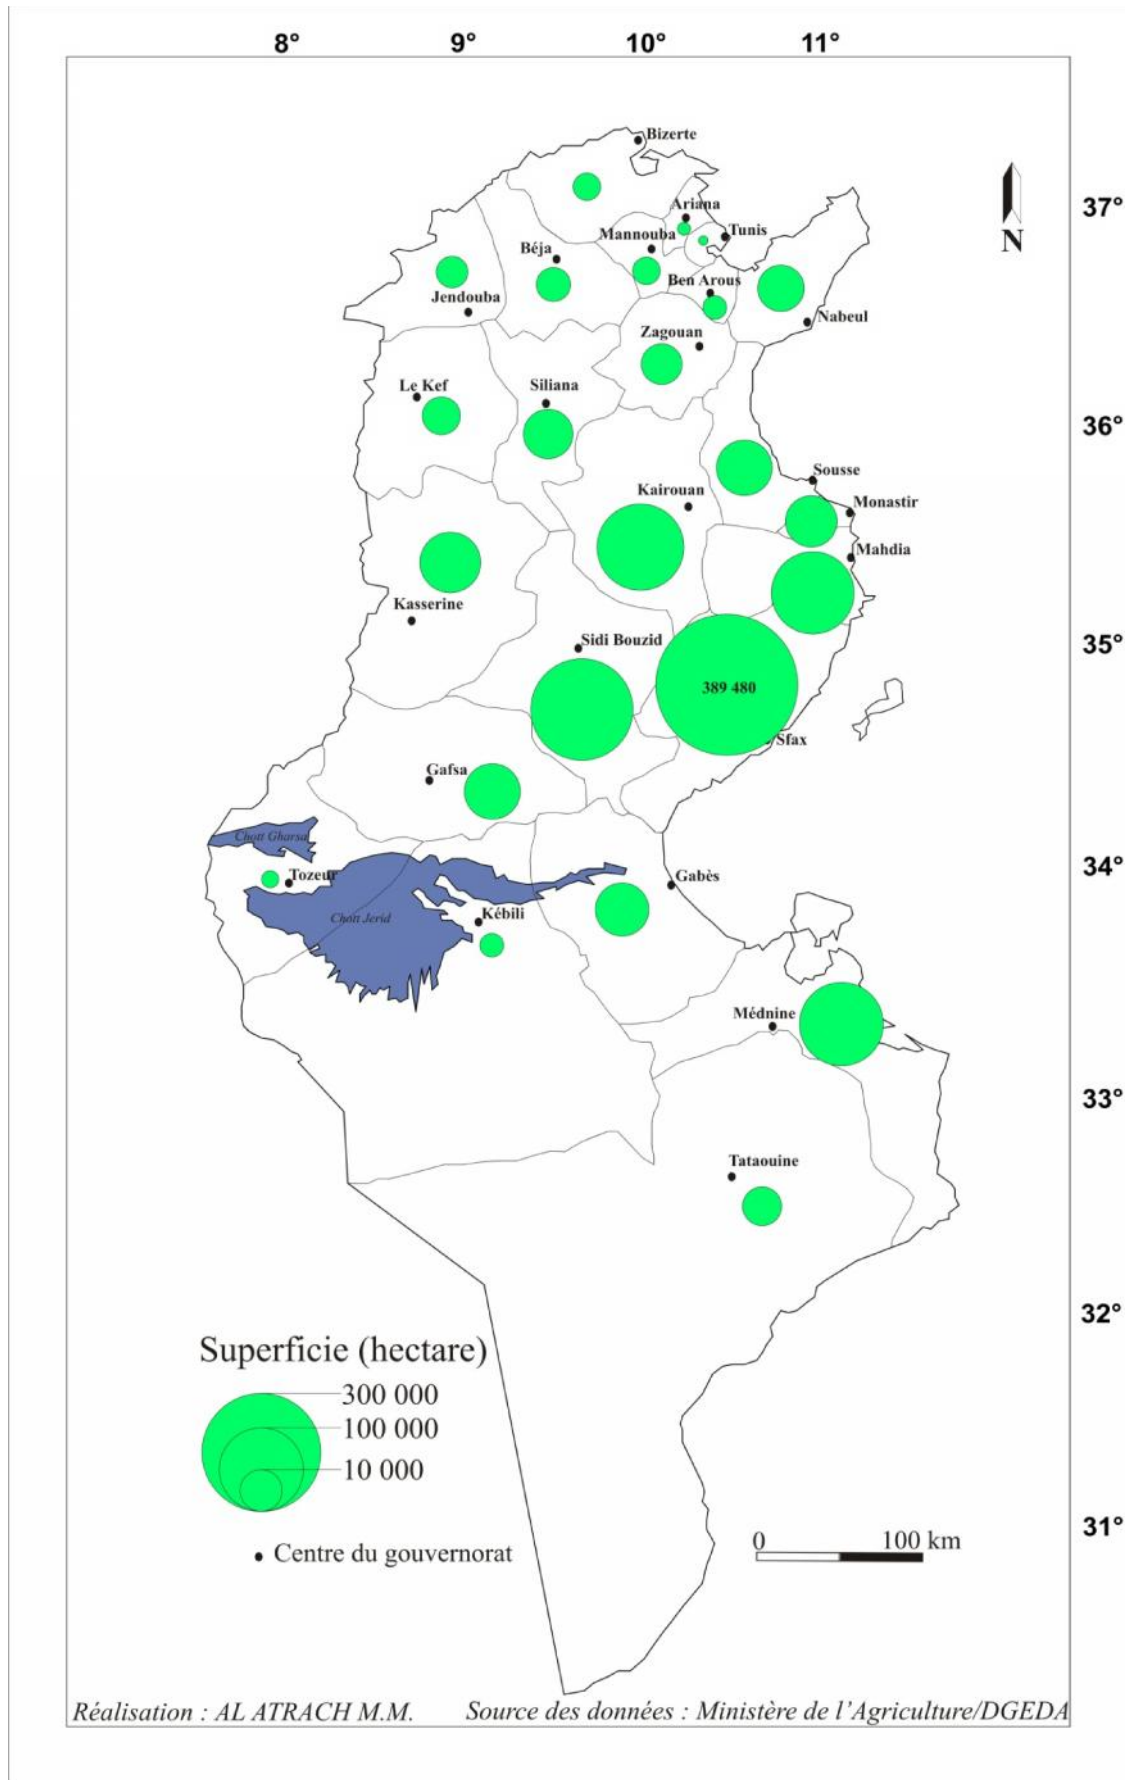 8° 9° 10° 11°
Bizerte
37°
Ariana
Tunis
Mannouba
Béja
N
Ben Arous
Jendouba
Nabeul
Zagouan
Le Kef
Siliana
36°
Sousse
Kairouan
Monastir
Mahdia
Kasserine
Sidi Bouzid
35°
389 480
Sfax
Gafsa
Chott Gharsa
34°
Tozeur
Gabès
Chott Jerid
Kébili
Médnine
33°
Tataouine
32°
Superficie (hectare)
300 000
100 000
10 000
31°
0 100 km
Centre du gouvernorat
Réalisation : AL ATRACH M.M. Source des données : Ministère de l'Agriculture/DGEDA